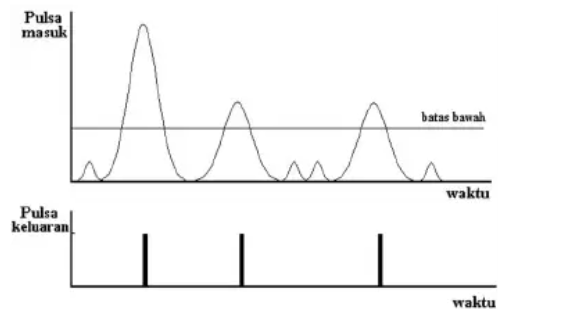 Pulsa
masuk
batas bawah
waktu
Pulsa
keluaran
waktu